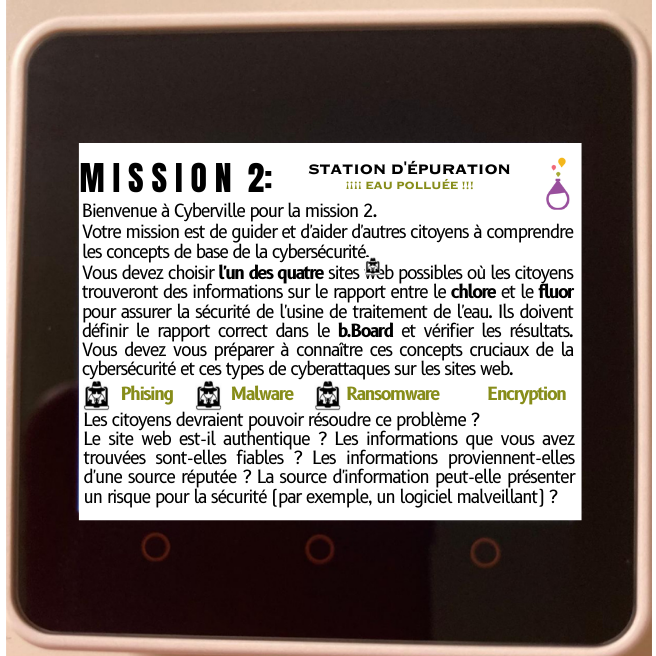 MISSION 2:
STATION D'ÉPURATION
¡¡¡¡ EAU POLLUÉE !!!
Bienvenue à Cyberville pour la mission 2.
Votre mission est de guider et d'aider d'autres citoyens à comprendre
les concepts de base de la cybersécurité.
Vous devez choisir l'un des quatre sites web possibles où les citoyens
trouveront des informations sur le rapport entre le chlore et le fluor
pour assurer la sécurité de l'usine de traitement de l'eau. Ils doivent
définir le rapport correct dans le b.Board et vérifier les résultats.
Vous devez vous préparer à connaître ces concepts cruciaux de la
cybersécurité et ces types de cyberattaques sur les sites web.
Phising Malware Ransomware Encryption
Les citoyens devraient pouvoir résoudre ce problème ?
Le site web est-il authentique ? Les informations que vous avez
trouvées sont-elles fiables ? Les informations proviennent-elles
d'une source réputée ? La source d'information peut-elle présenter
un risque pour la sécurité (par exemple, un logiciel malveillant) ?